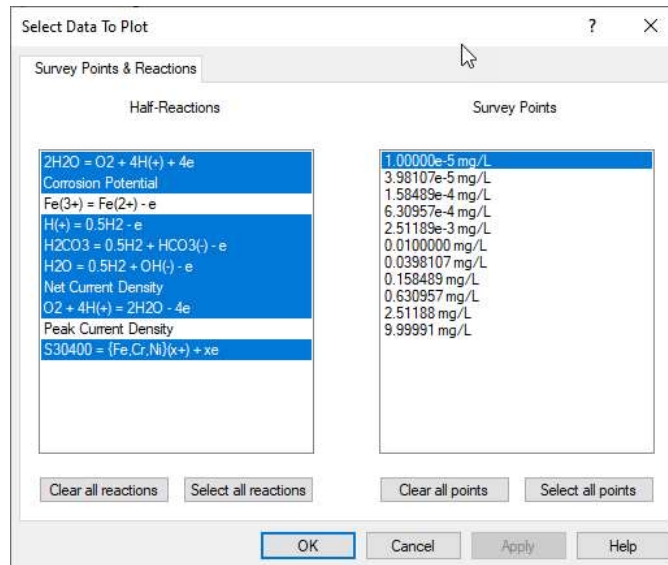 Select Data To Plot
?
X
Survey Points & Reactions
Half-Reactions
2H2O = O2 + 4H(+) + 4e
Corrosion Potential
Fe(3+) = Fe(2+) - e
H(+) = 0.5H2 - e
H2CO3 = 0.5H2 + HCO3(-) - e
H2O = 0.5H2 + OH(-) - e
Net Current Density
O2 + 4H(+) = 2H2O - 4e
Peak Current Density
S30400 = {Fe,Cr,Ni}(x+) + xe
Clear all reactions
Select all reactions
Survey Points
1.00000e-5 mg/L
3.98107e-5 mg/L
1.58489e-4 mg/L
6.30957e-4 mg/L
2.51189e-3 mg/L
0.0100000 mg/L
0.0398107 mg/L
0.158489 mg/L
0.630957 mg/L
2.51188 mg/L
9.99991 mg/L
Clear all points
Select all points
OK
Cancel
Apply
Help